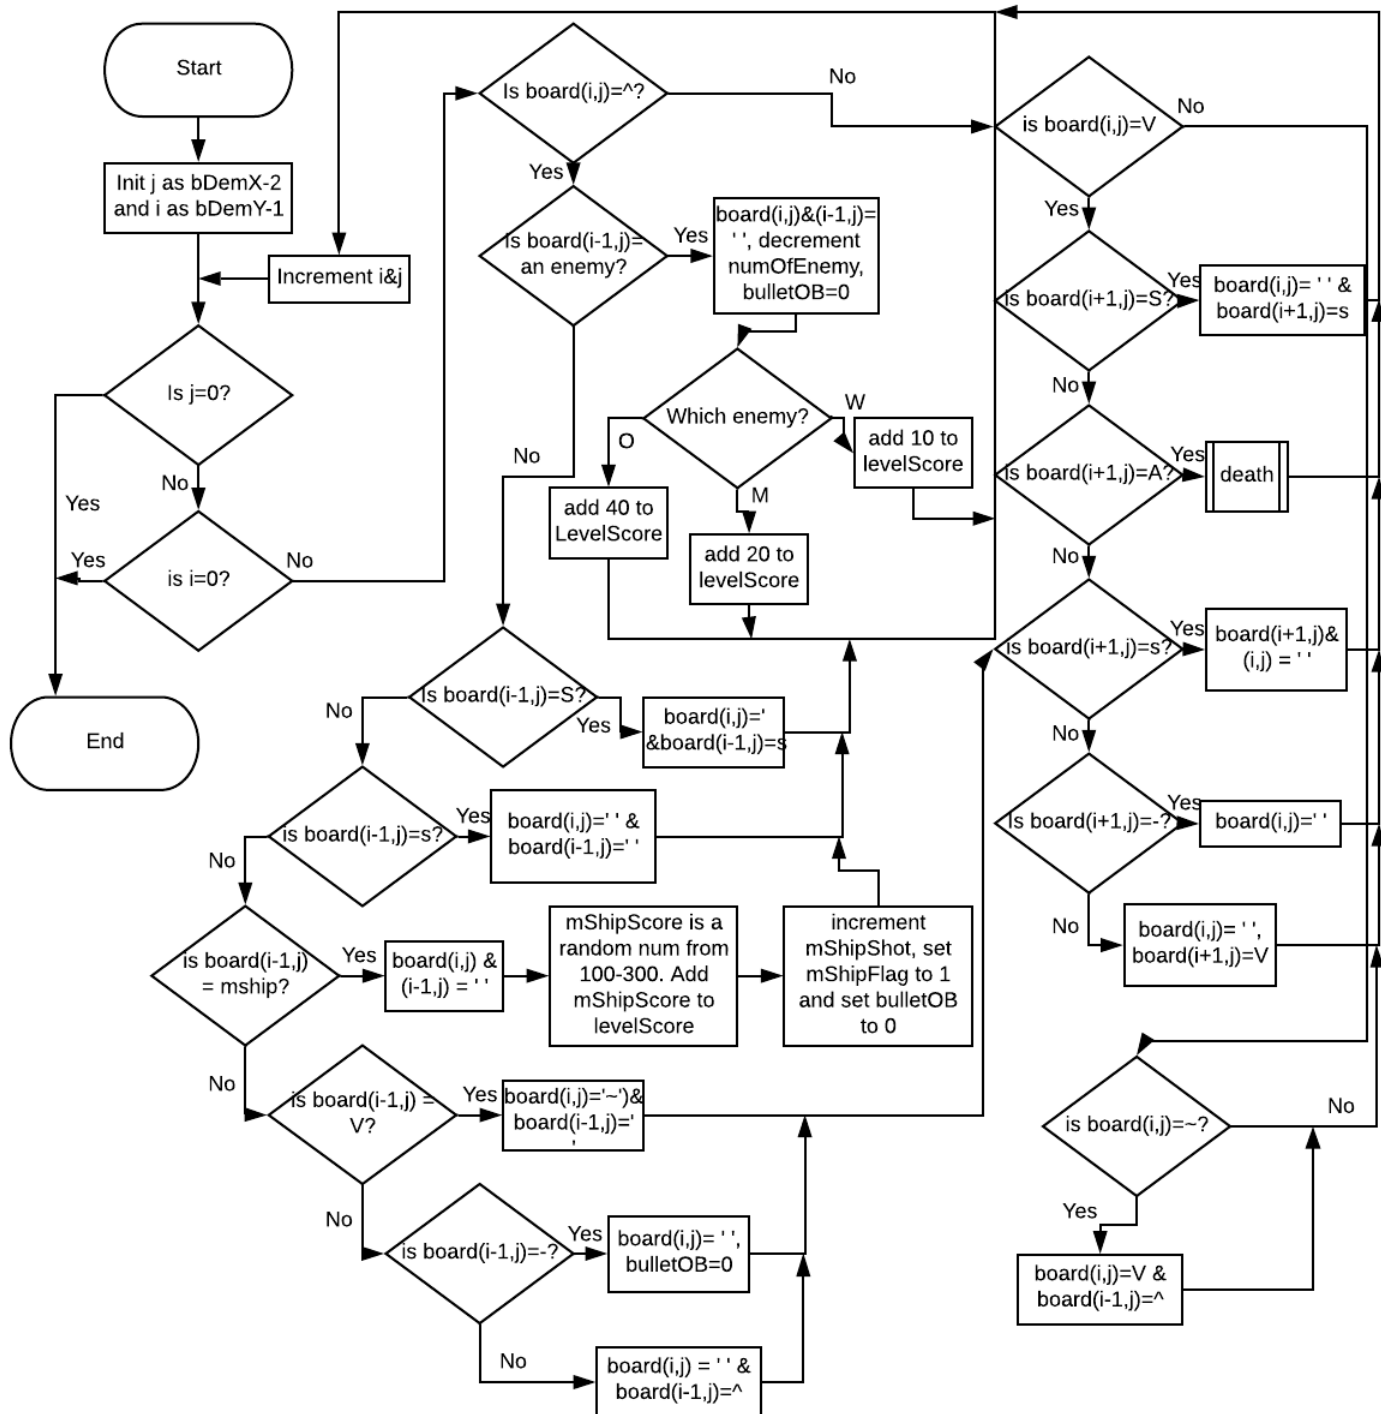 Start
Init j as bDemX-2
and i as bDemY-1
Increment i&j
Is j=0?
No
Yes
is i=0?
Yes
No
End
Is board(i,j)=^?
No
Yes
Is board(i-1,j)=
an enemy?
Yes
No
board(i,j)&(i-1,j)=
' ', decrement
numOfEnemy,
bulletOB=0
Which enemy?
W
O
M
add 10 to
levelScore
add 40 to
LevelScore
add 20 to
levelScore
Is board(i-1,j)=S?
No
Yes
board(i,j)='
&board(i-1,j)=s
is board(i-1,j)=s?
Yes
No
board(i,j)=' ' &
board(i-1,j)=' '
is board(i-1,j)
= mship?
Yes
No
board(i,j) &
(i-1,j) = ' '
mShipScore is a
random num from
100-300. Add
mShipScore to
levelScore
increment
mShipShot, set
mShipFlag to 1
and set bulletOB
to 0
is board(i-1,j) =
V?
Yes
No
board(i,j)='~')&
board(i-1,j)='
'
is board(i-1,j)=-?
Yes
No
board(i,j)= ' ',
bulletOB=0
board(i,j) = ' ' &
board(i-1,j)=^
is board(i,j)=V
No
Yes
is board(i+1,j)=S?
Yes
No
board(i,j)= ' ' &
board(i+1,j)=s
is board(i+1,j)=A?
Yes
No
death
is board(i+1,j)=s?
Yes
No
board(i+1,j)&
(i,j) = ' '
Is board(i+1,j)=-?
Yes
No
board(i,j)=' '
board(i,j)= ' ',
board(i+1,j)=V
is board(i,j)=~?
No
Yes
board(i,j)=V &
board(i-1,j)=^